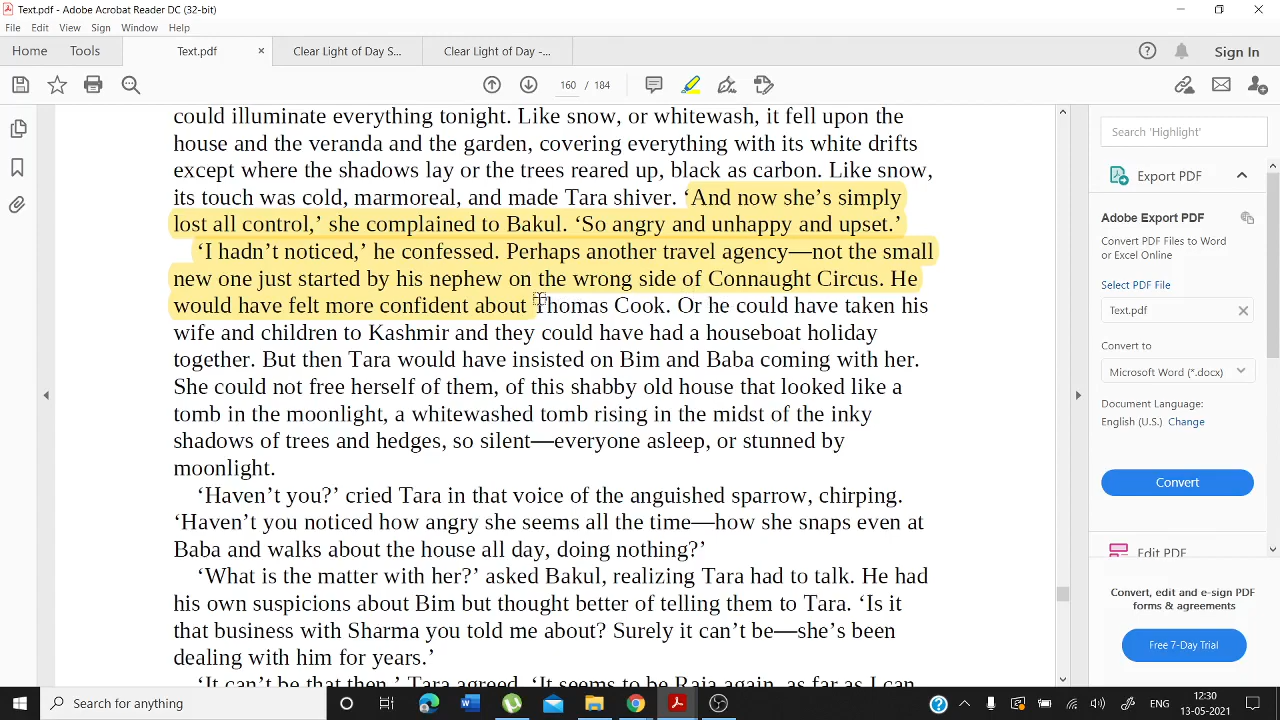 Text.pdf - Adobe Acrobat Reader DC (32-bit)
File Edit View Sign Window Help
Home Tools Text.pdf × Clear Light of Day S... Clear Light of Day -... Sign In
160 / 184
could illuminate everything tonight. Like snow, or whitewash, it fell upon the
house and the veranda and the garden, covering everything with its white drifts
except where the shadows lay or the trees reared up, black as carbon. Like snow,
its touch was cold, marmoreal, and made Tara shiver. ‘And now she’s simply
lost all control,’ she complained to Bakul. ‘So angry and unhappy and upset.’
‘I hadn’t noticed,’ he confessed. Perhaps another travel agency—not the small
new one just started by his nephew on the wrong side of Connaught Circus. He
would have felt more confident about Thomas Cook. Or he could have taken his
wife and children to Kashmir and they could have had a houseboat holiday
together. But then Tara would have insisted on Bim and Baba coming with her.
She could not free herself of them, of this shabby old house that looked like a
tomb in the moonlight, a whitewashed tomb rising in the midst of the inky
shadows of trees and hedges, so silent—everyone asleep, or stunned by
moonlight.
‘Haven’t you?’ cried Tara in that voice of the anguished sparrow, chirping.
‘Haven’t you noticed how angry she seems all the time—how she snaps even at
Baba and walks about the house all day, doing nothing?’
‘What is the matter with her?’ asked Bakul, realizing Tara had to talk. He had
his own suspicions about Bim but thought better of telling them to Tara. ‘Is it
that business with Sharma you told me about? Surely it can’t be—she’s been
dealing with him for years.’
‘It can’t be that then,’ Tara agreed. ‘It seems to be Raja again, as far as I can
Search 'Highlight'
Export PDF
Adobe Export PDF
Convert PDF Files to Word
or Excel Online
Select PDF File
Text.pdf
Convert to
Microsoft Word (*.docx)
Document Language:
English (U.S.) Change
Convert
Edit PDF
Convert, edit and e-sign PDF
forms & agreements
Free 7-Day Trial
Search for anything
ENG
12:30
13-05-2021